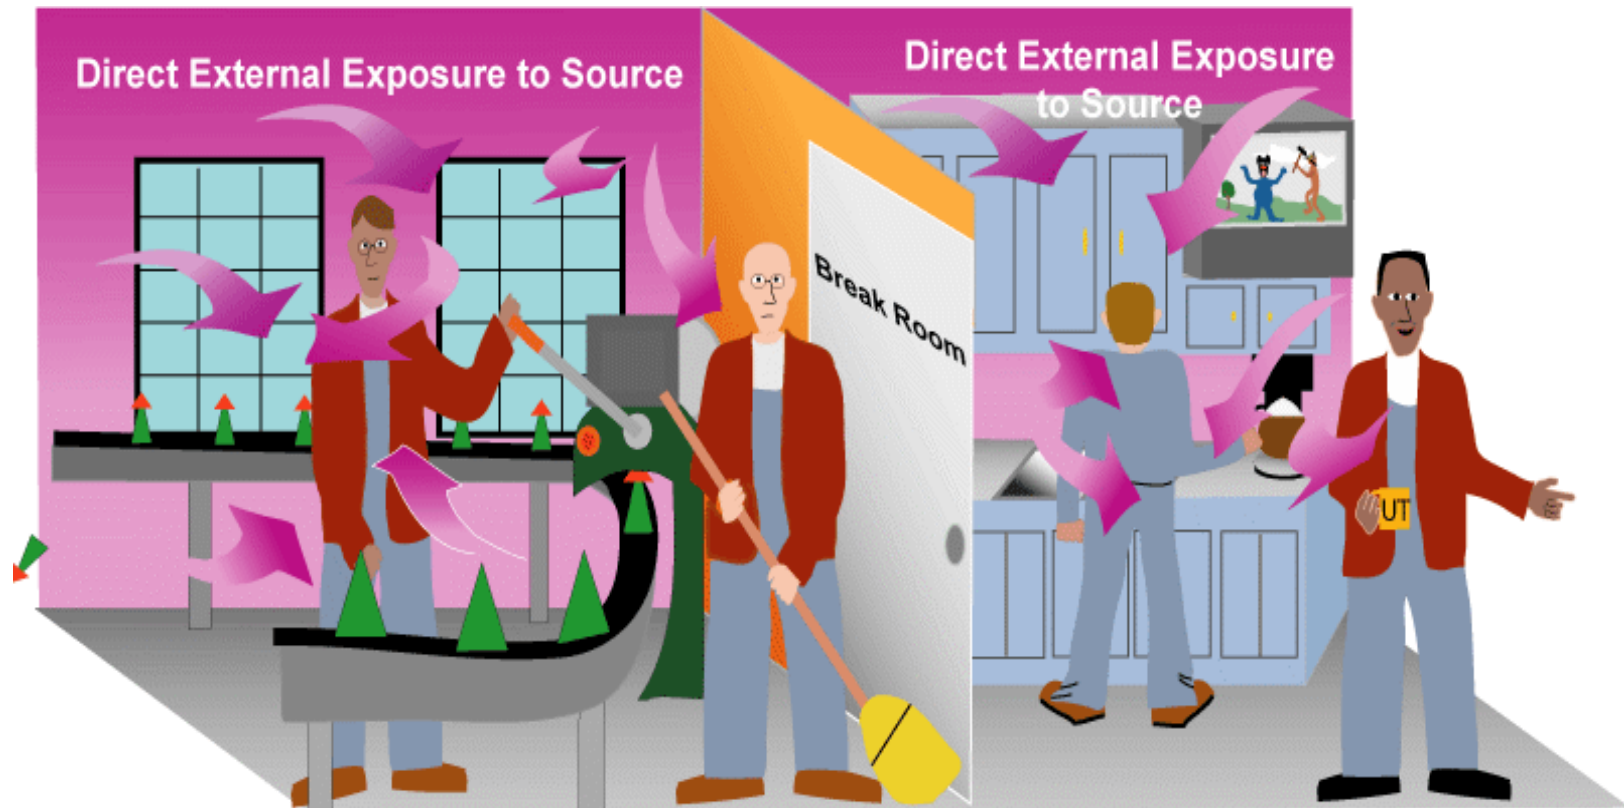 Direct External Exposure to Source
Direct External Exposure
to Source
Break Room
UT